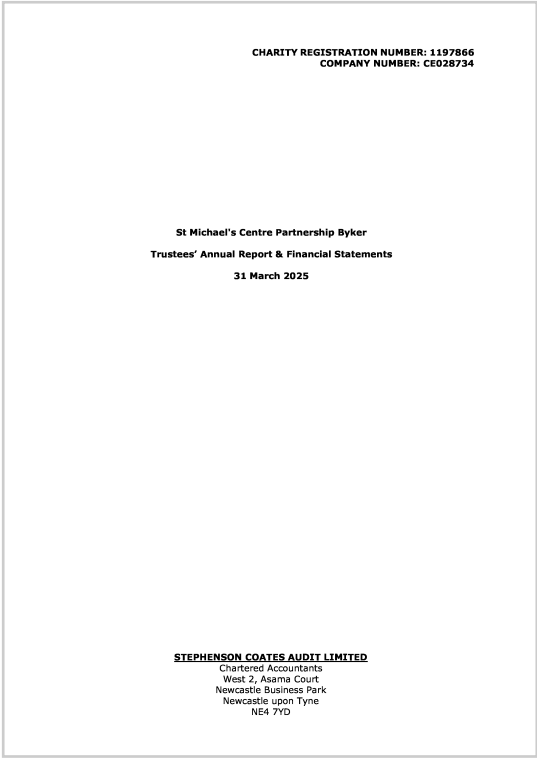 CHARITY REGISTRATION NUMBER: 1197866
COMPANY NUMBER: CE028734
St Michael's Centre Partnership Byker
Trustees’ Annual Report & Financial Statements
31 March 2025
STEPHENSON COATES AUDIT LIMITED
Chartered Accountants
West 2, Asama Court
Newcastle Business Park
Newcastle upon Tyne
NE4 7YD